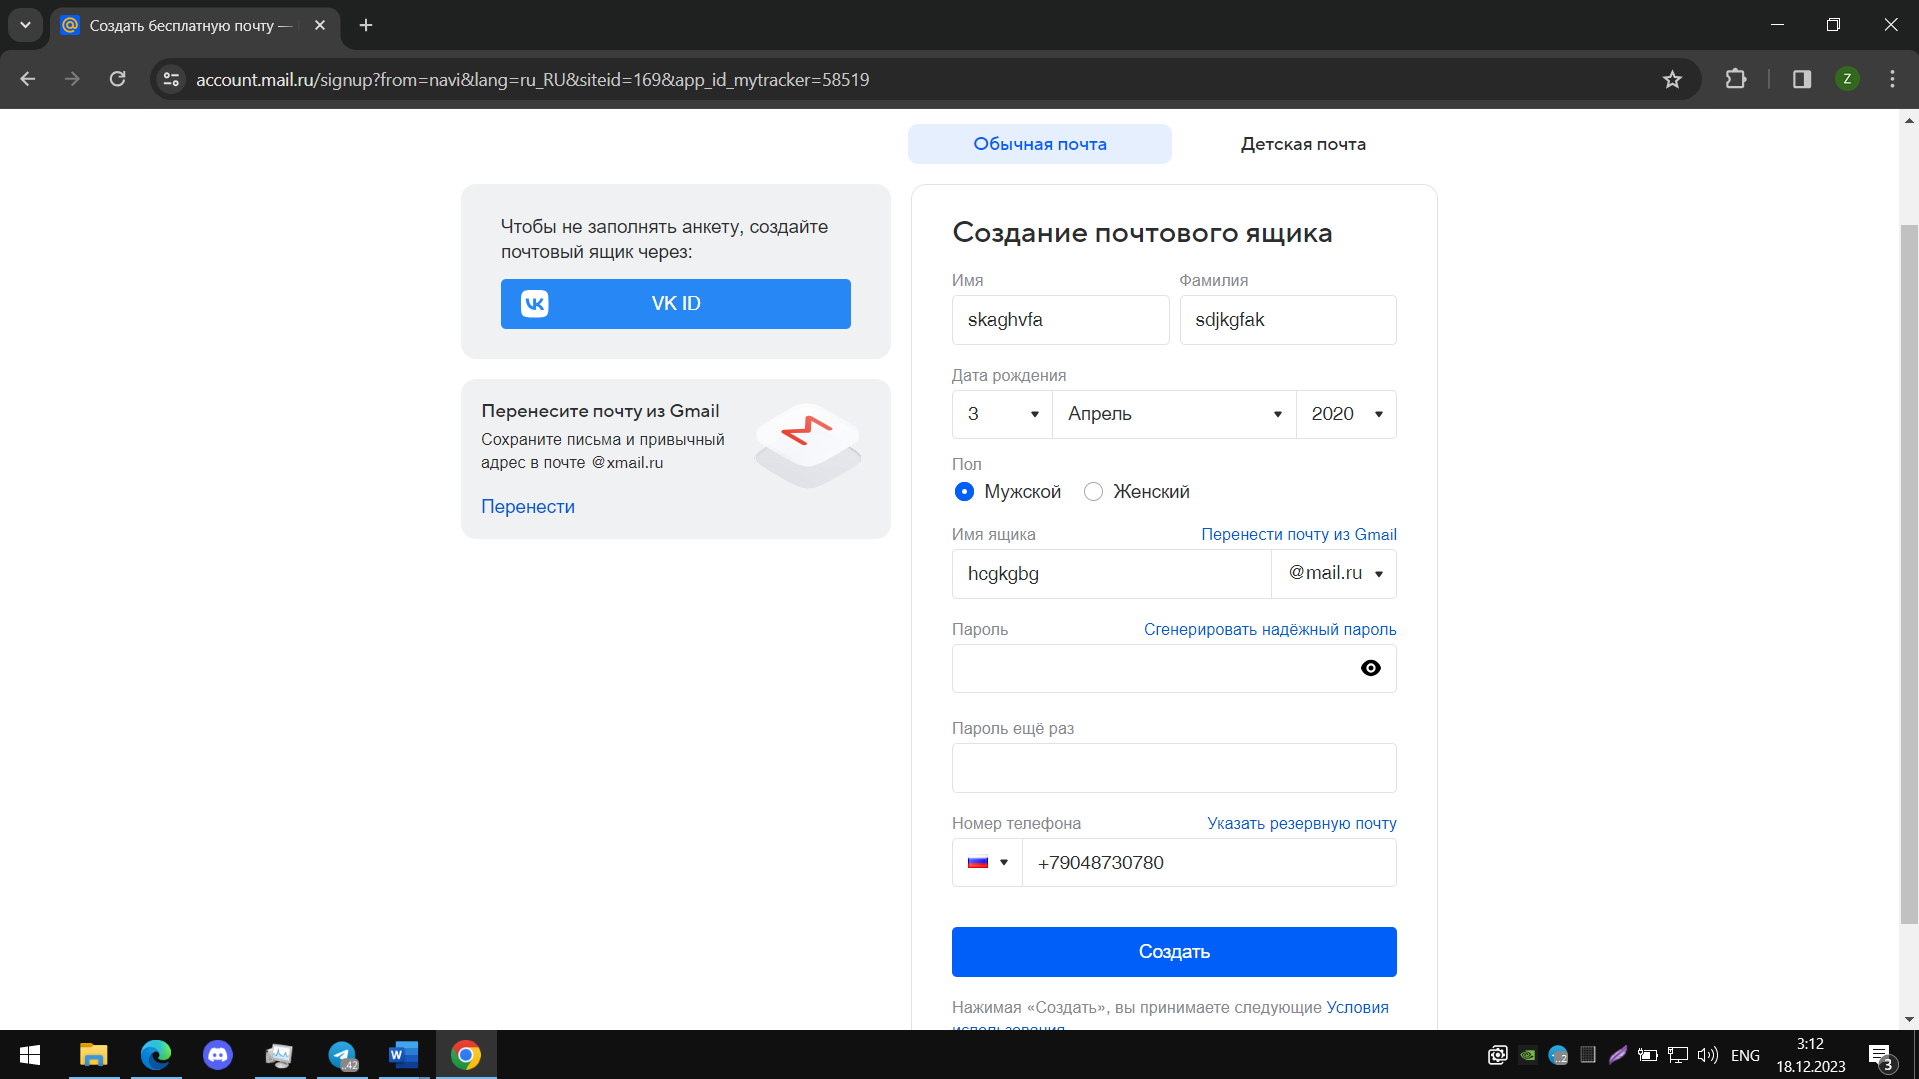 Создать бесплатную почту —
account.mail.ru/signup?from=navi&lang=ru_RU&siteid=169&app_id_mytracker=58519
Z
Обычная почта
Детская почта
Чтобы не заполнять анкету, создайте
почтовый ящик через:
VK ID
Перенесите почту из Gmail
Сохраните письма и привычный
адрес в почте @xmail.ru
Перенести
Создание почтового ящика
Имя
Фамилия
skaghvfa
sdjkgfak
Дата рождения
3
Апрель
2020
Пол
Мужской
Женский
Имя ящика
Перенести почту из Gmail
hcgkgbg
@mail.ru
Пароль
Сгенерировать надёжный пароль
Пароль ещё раз
Номер телефона
Указать резервную почту
+79048730780
Создать
Нажимая «Создать», вы принимаете следующие Условия
использования
42
W
..2
ENG
3:12
18.12.2023
3